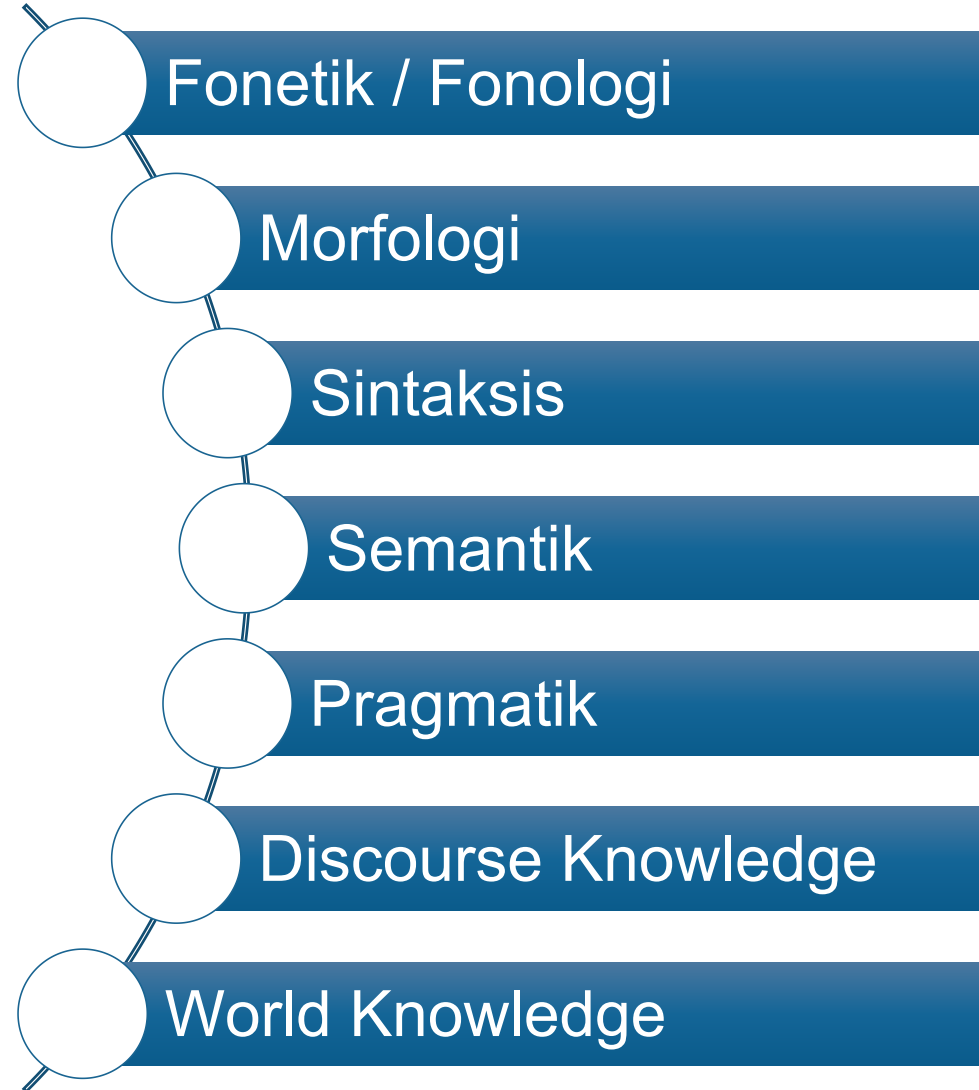 Fonetik / Fonologi
Morfologi
Sintaksis
Semantik
Pragmatik
Discourse Knowledge
World Knowledge